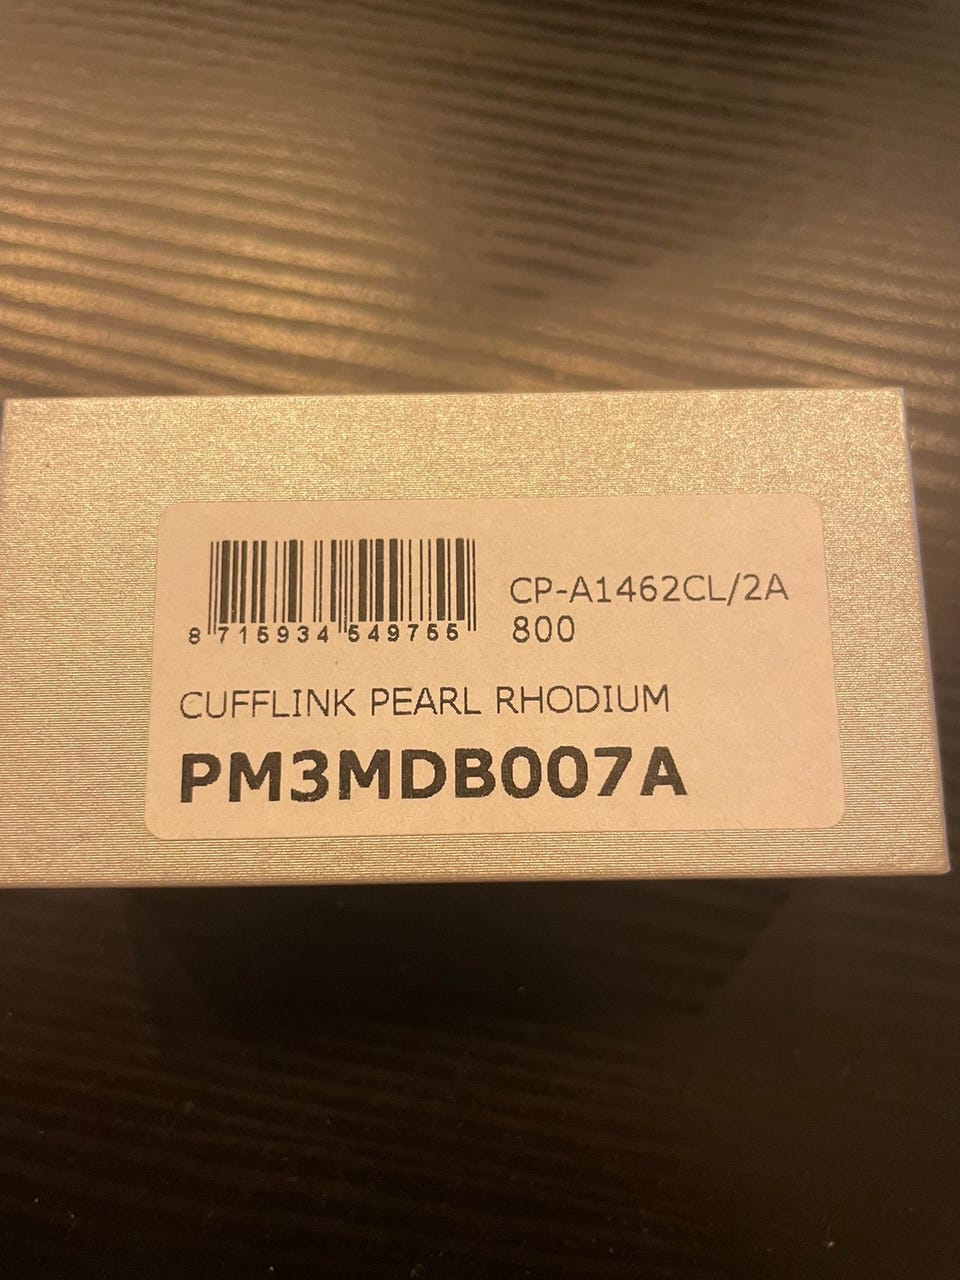 8 715934 549755
CP-A1462CL/2A
800
CUFFLINK PEARL RHODIUM
PM3MDB007A